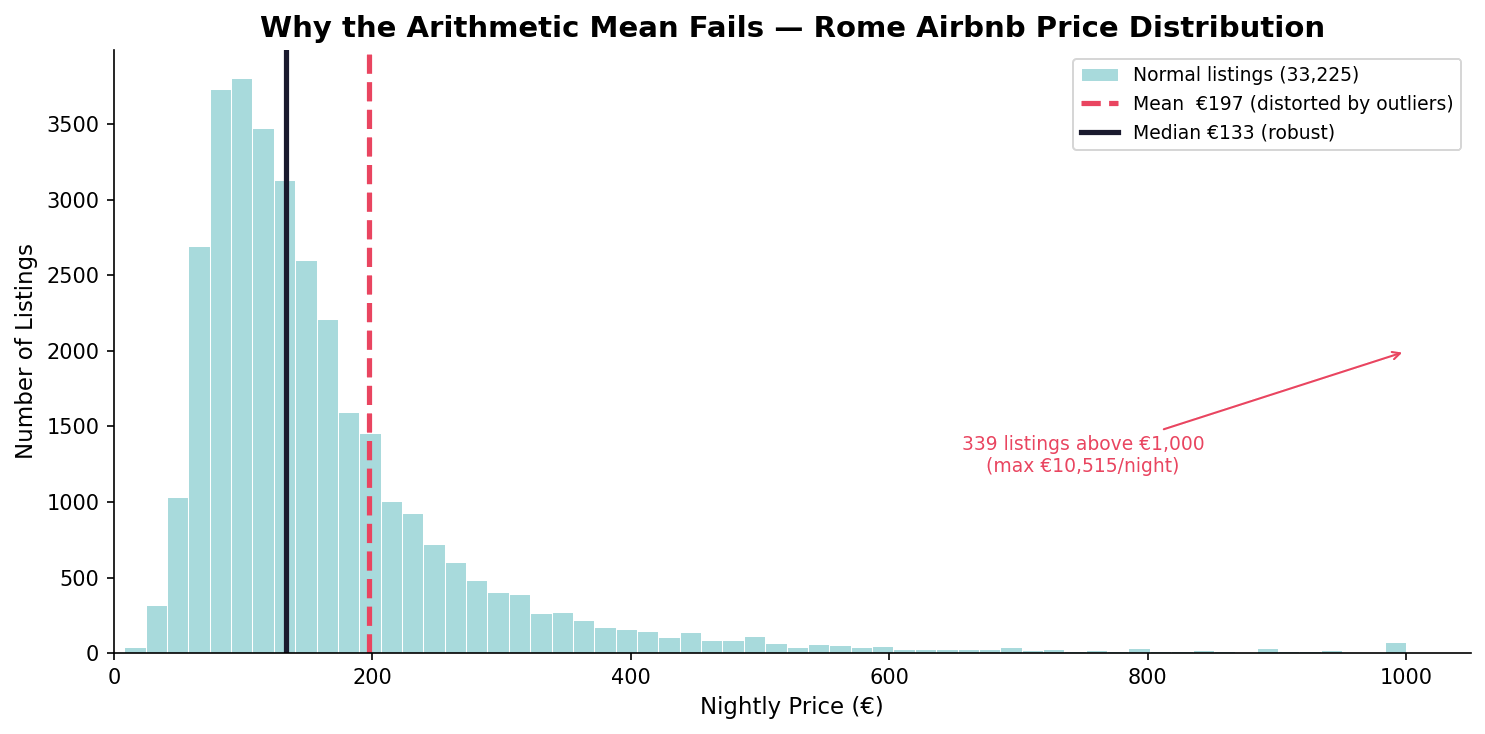 Why the Arithmetic Mean Fails — Rome Airbnb Price Distribution
Normal listings (33,225)
Mean  €197 (distorted by outliers)
Median €133 (robust)
Number of Listings
3500
3000
2500
2000
1500
1000
500
0
339 listings above €1,000
(max €10,515/night)
0
200
400
600
800
1000
Nightly Price (€)